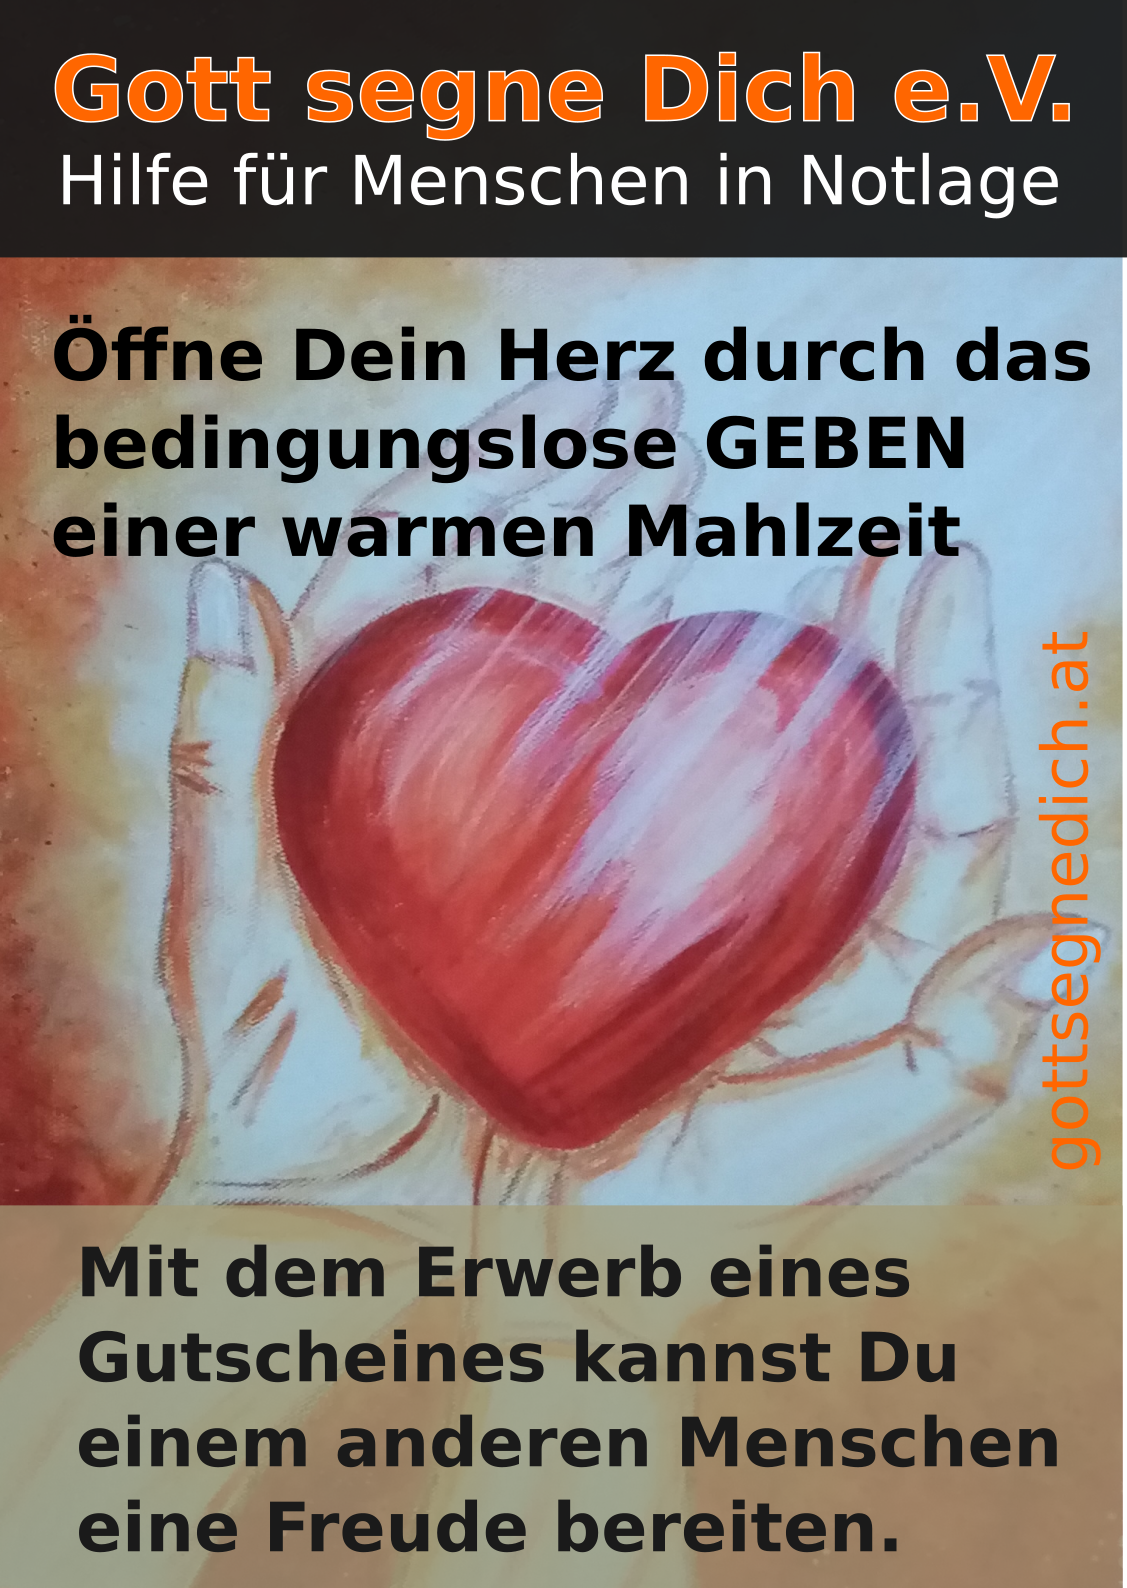 Gott segne Dich e.V.
Hilfe für Menschen in Notlage
Öffne Dein Herz durch das
bedingungslose GEBEN
einer warmen Mahlzeit
gottsegnedich.at
Mit dem Erwerb eines
Gutscheines kannst Du
einem anderen Menschen
eine Freude bereiten.